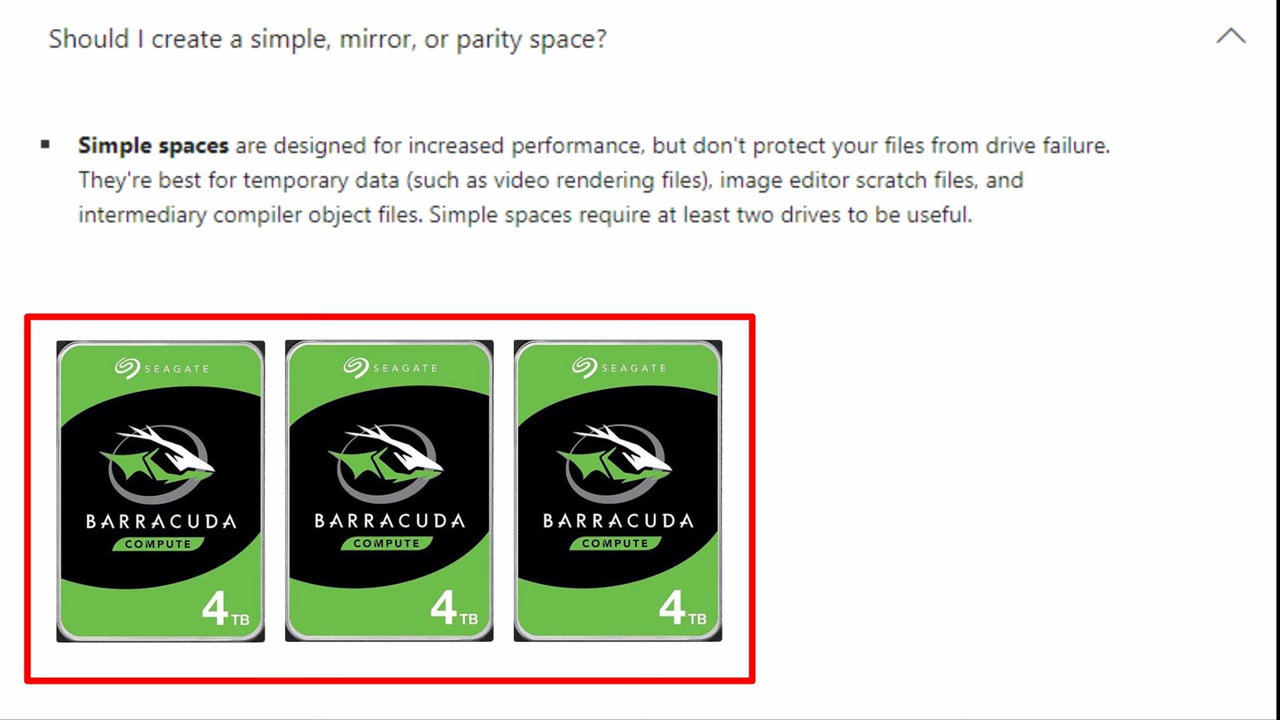 Should I create a simple, mirror, or parity space?
Simple spaces are designed for increased performance, but don't protect your files from drive failure.
They're best for temporary data (such as video rendering files), image editor scratch files, and
intermediary compiler object files. Simple spaces require at least two drives to be useful.
SEAGATE
BARRACUDA
COMPUTE
4TB
SEAGATE
BARRACUDA
COMPUTE
4TB
SEAGATE
BARRACUDA
COMPUTE
4TB